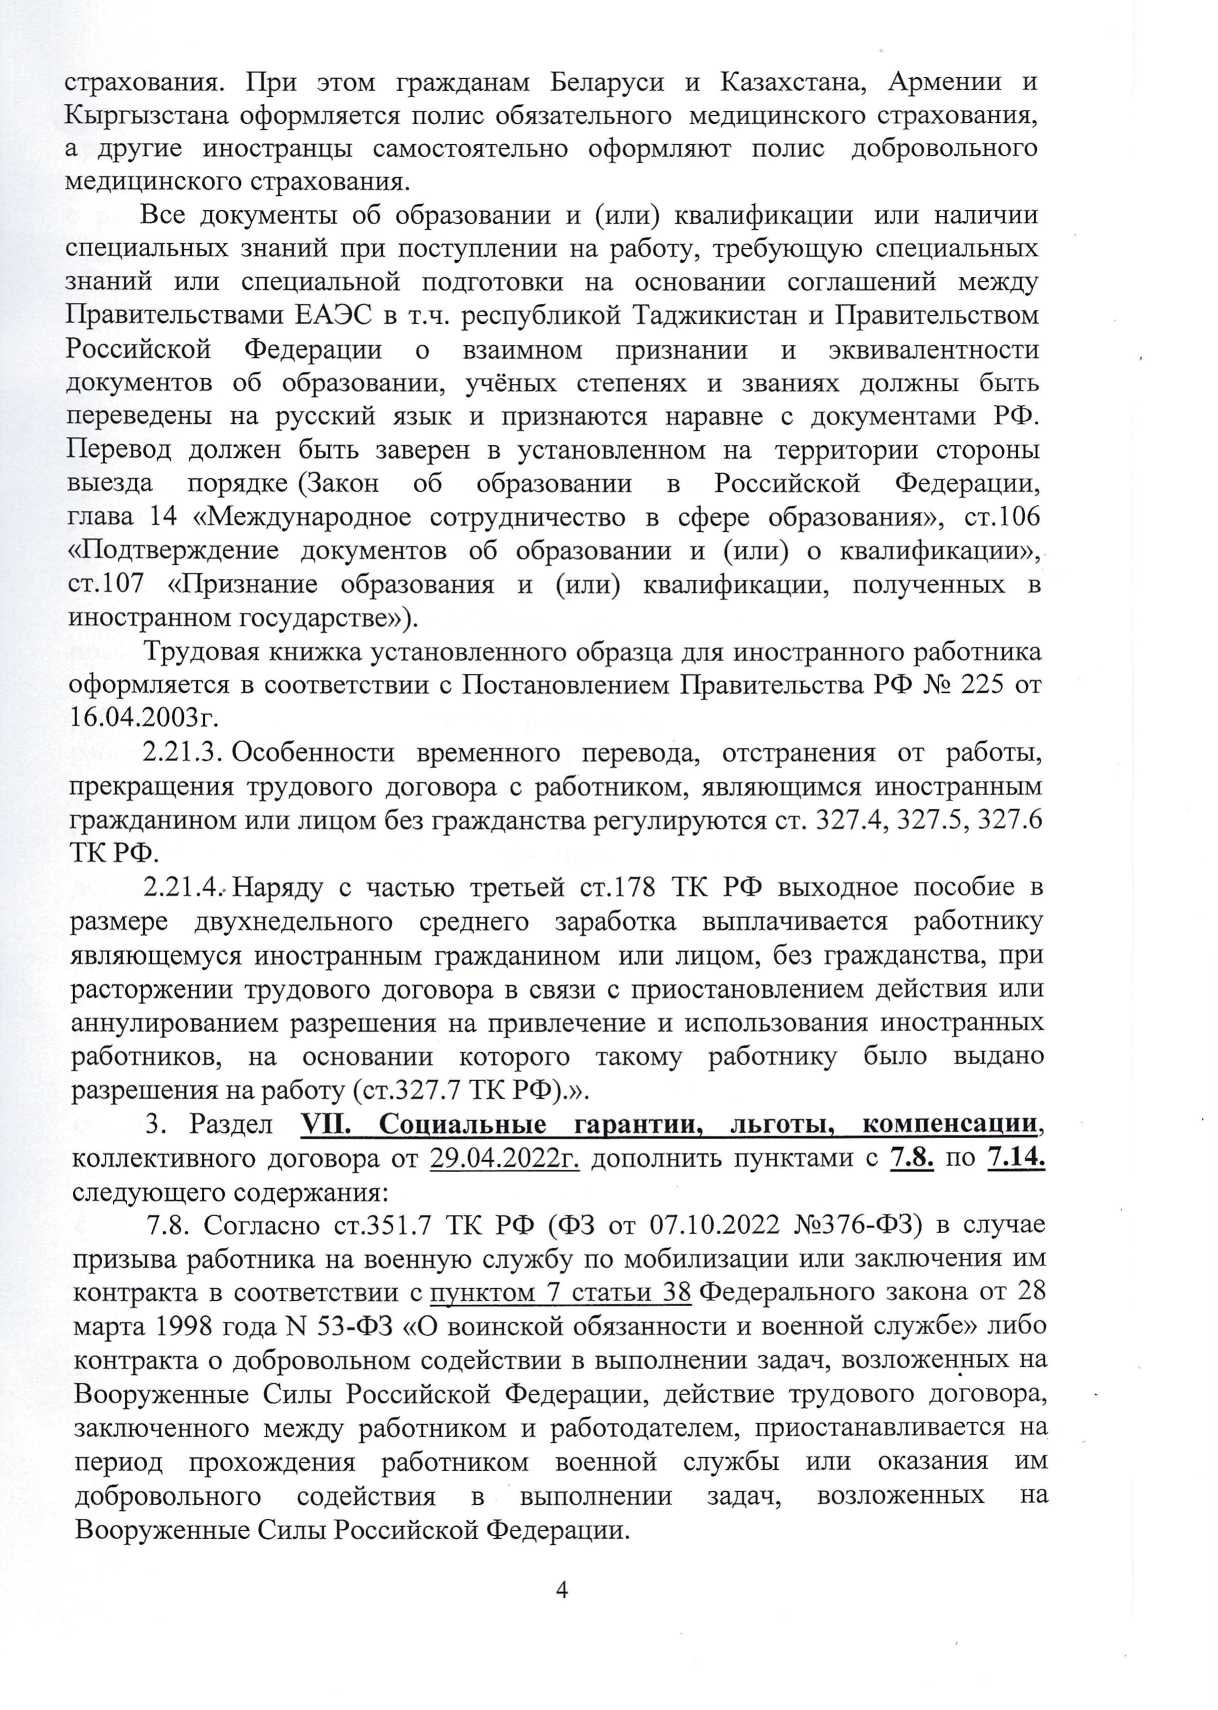 страхования. При этом гражданам Беларуси и Казахстана, Армении и
Кыргызстана оформляется полис обязательного медицинского страхования,
а другие иностранцы самостоятельно оформляют полис добровольного
медицинского страхования.
Все документы об образовании и (или) квалификации или наличии
специальных знаний при поступлении на работу, требующую специальных
знаний или специальной подготовки на основании соглашений между
Правительствами ЕАЭС в т.ч. республикой Таджикистан и Правительством
Российской Федерации о взаимном признании и эквивалентности
документов об образовании, учёных степенях и званиях должны быть
переведены на русский язык и признаются наравне с документами РФ.
Перевод должен быть заверен в установленном на территории стороны
выезда порядке (Закон об образовании в Российской Федерации,
глава 14 «Международное сотрудничество в сфере образования», ст.106
«Подтверждение документов об образовании и (или) о квалификации»,
ст.107 «Признание образования и (или) квалификации, полученных в
иностранном государстве»).
Трудовая книжка установленного образца для иностранного работника
оформляется в соответствии с Постановлением Правительства РФ № 225 от
16.04.2003г.
2.21.3. Особенности временного перевода, отстранения от работы,
прекращения трудового договора с работником, являющимся иностранным
гражданином или лицом без гражданства регулируются ст. 327.4, 327.5, 327.6
ТК РФ.
2.21.4. Наряду с частью третьей ст.178 ТК РФ выходное пособие в
размере двухнедельного среднего заработка выплачивается работнику
являющемуся иностранным гражданином или лицом, без гражданства, при
расторжении трудового договора в связи с приостановлением действия или
аннулированием разрешения на привлечение и использования иностранных
работников, на основании которого такому работнику было выдано
разрешения на работу (ст.327.7 ТК РФ).».
3. Раздел VII. Социальные гарантии, льготы, компенсации,
коллективного договора от 29.04.2022г. дополнить пунктами с 7.8. по 7.14.
следующего содержания:
7.8. Согласно ст.351.7 ТК РФ (ФЗ от 07.10.2022 №376-ФЗ) в случае
призыва работника на военную службу по мобилизации или заключения им
контракта в соответствии с пунктом 7 статьи 38 Федерального закона от 28
марта 1998 года N 53-ФЗ «О воинской обязанности и военной службе» либо
контракта о добровольном содействии в выполнении задач, возложенных на
Вооруженные Силы Российской Федерации, действие трудового договора,
заключенного между работником и работодателем, приостанавливается на
период прохождения работником военной службы или оказания им
добровольного содействия в выполнении задач, возложенных на
Вооруженные Силы Российской Федерации.
4